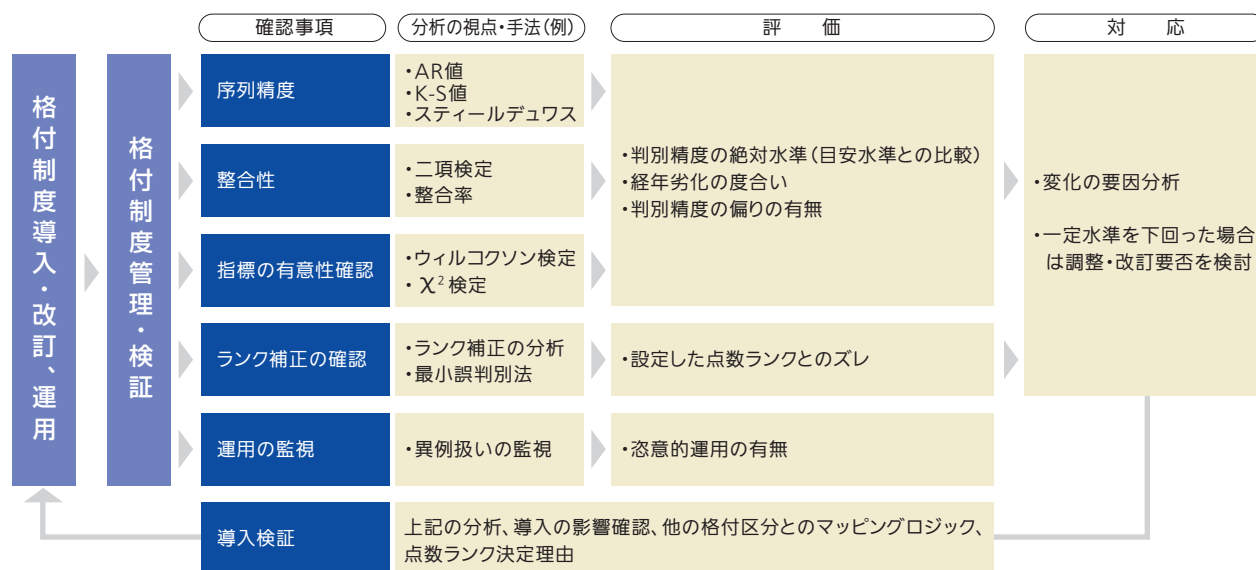 確認事項
分析の視点・手法(例)
評　価
対　応
格付制度導入・改訂、運用
格付制度管理・検証
序列精度
・AR値
・K-S値
・スティールデュワス
・判別精度の絶対水準(目安水準との比較)
・経年劣化の度合い
・判別精度の偏りの有無
・変化の要因分析
・一定水準を下回った場合
は調整・改訂要否を検討
整合性
・二項検定
・整合率
指標の有意性確認
・ウィルコクソン検定
・χ²検定
ランク補正の確認
・ランク補正の分析
・最小誤判別法
・設定した点数ランクとのズレ
運用の監視
・異例扱いの監視
・恣意的運用の有無
導入検証
上記の分析、導入の影響確認、他の格付区分とのマッピングロジック、
点数ランク決定理由